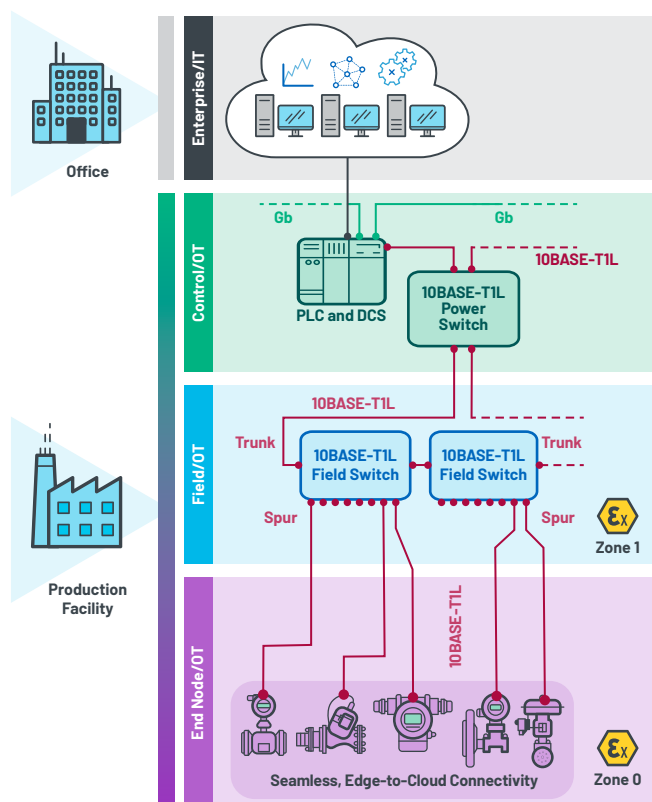 Enterprise/IT
Office
Gb
Gb
10BASE-T1L
Control/OT
PLC and DCS
10BASE-T1L
Power
Switch
10BASE-T1L
Field/OT
Trunk
10BASE-T1L
Field Switch
10BASE-T1L
Field Switch
Trunk
Spur
Spur
εx
Zone 1
Production
Facility
End Node/OT
10BASE-T1L
Seamless, Edge-to-Cloud Connectivity
εx
Zone 0